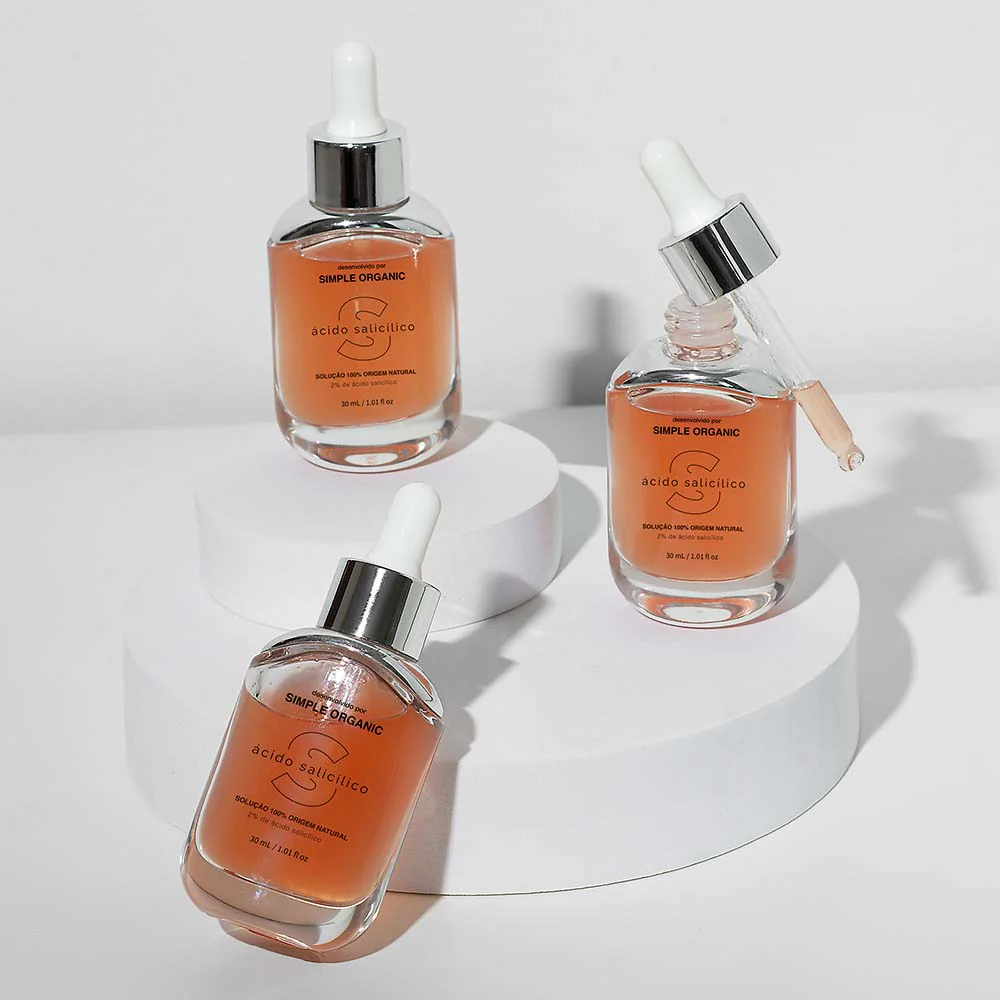 desenvolvido por
SIMPLE ORGANIC
ácido salicílico
SOLUÇÃO 100% ORIGEM NATURAL
2% de ácido salicílico
30 mL / 1.01 fl oz
desenvolvido por
SIMPLE ORGANIC
ácido salicílico
SOLUÇÃO 100% ORIGEM NATURAL
2% de ácido salicílico
30 mL / 1.01 fl oz
desenvolvido por
SIMPLE ORGANIC
ácido salicílico
SOLUÇÃO 100% ORIGEM NATURAL
2% de ácido salicílico
30 mL / 1.01 fl oz